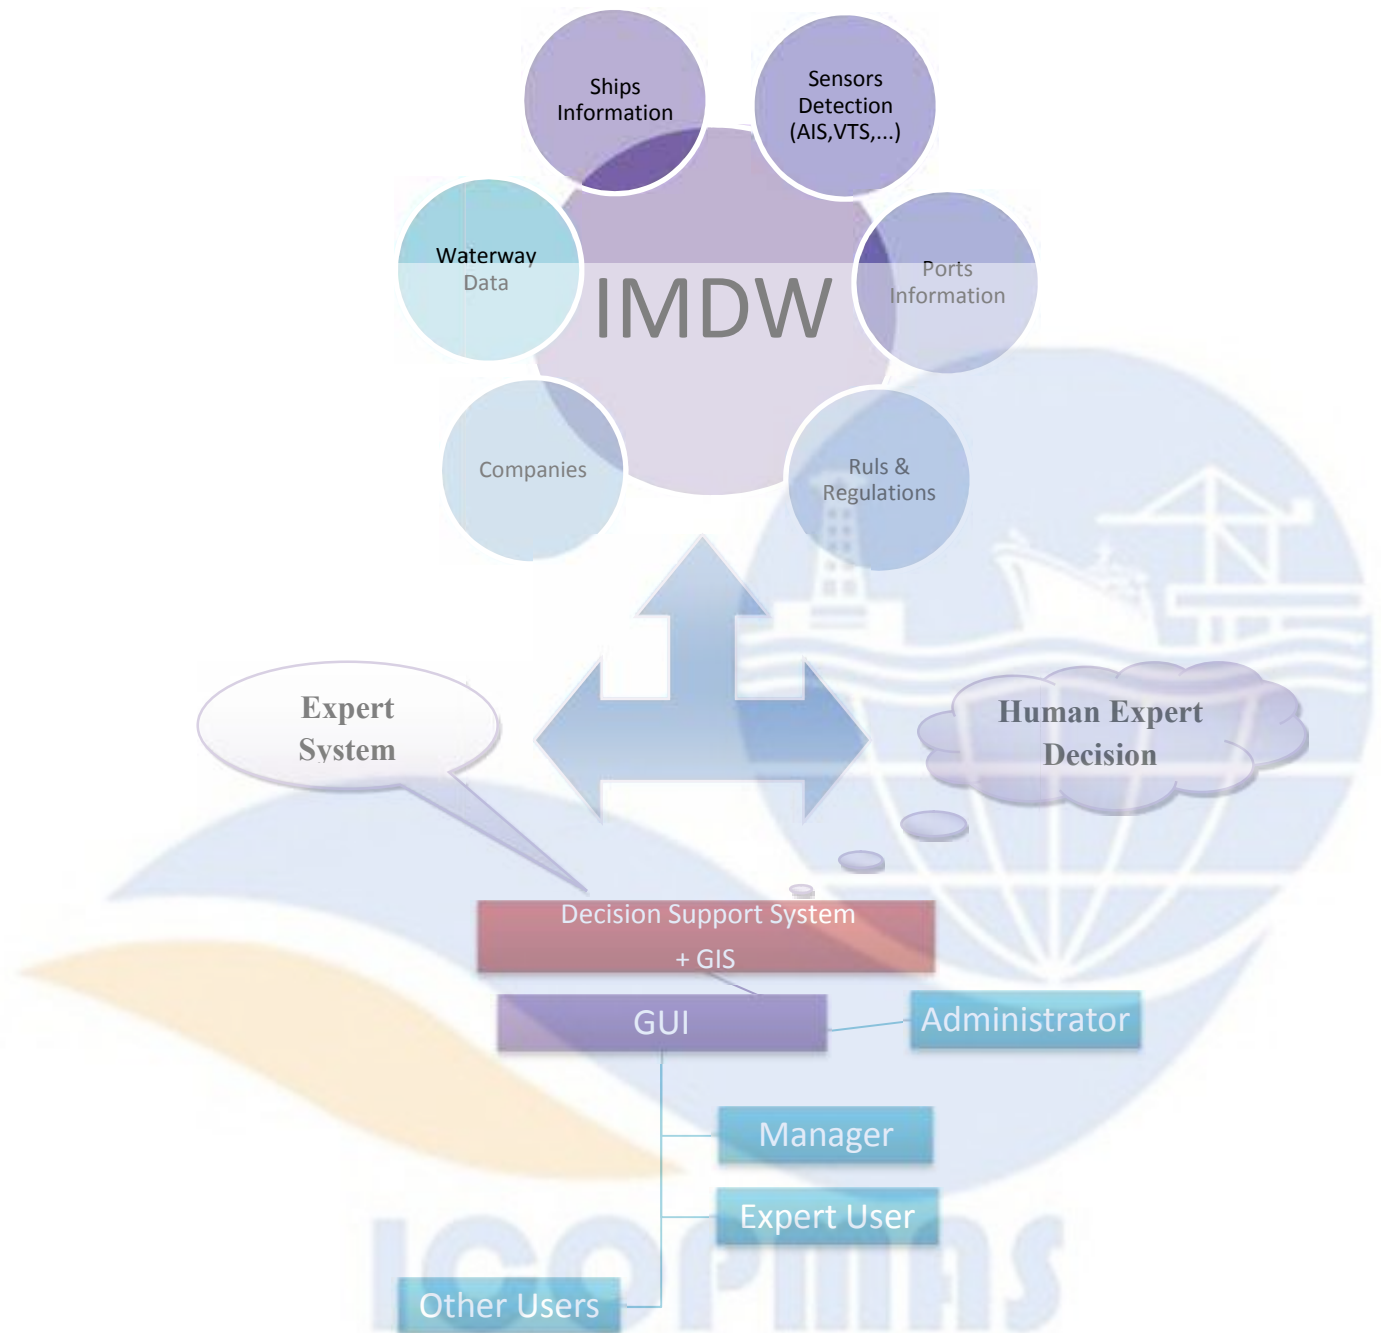 Ships
Information
Sensors
Detection
(AIS,VTS,...)
Waterway
Data
IMDW
Ports
Information
Companies
Ruls &
Regulations
Expert
System
Human Expert
Decision
Decision Support System
+ GIS
GUI
Administrator
Manager
Expert User
Other Users
ICOPMAS